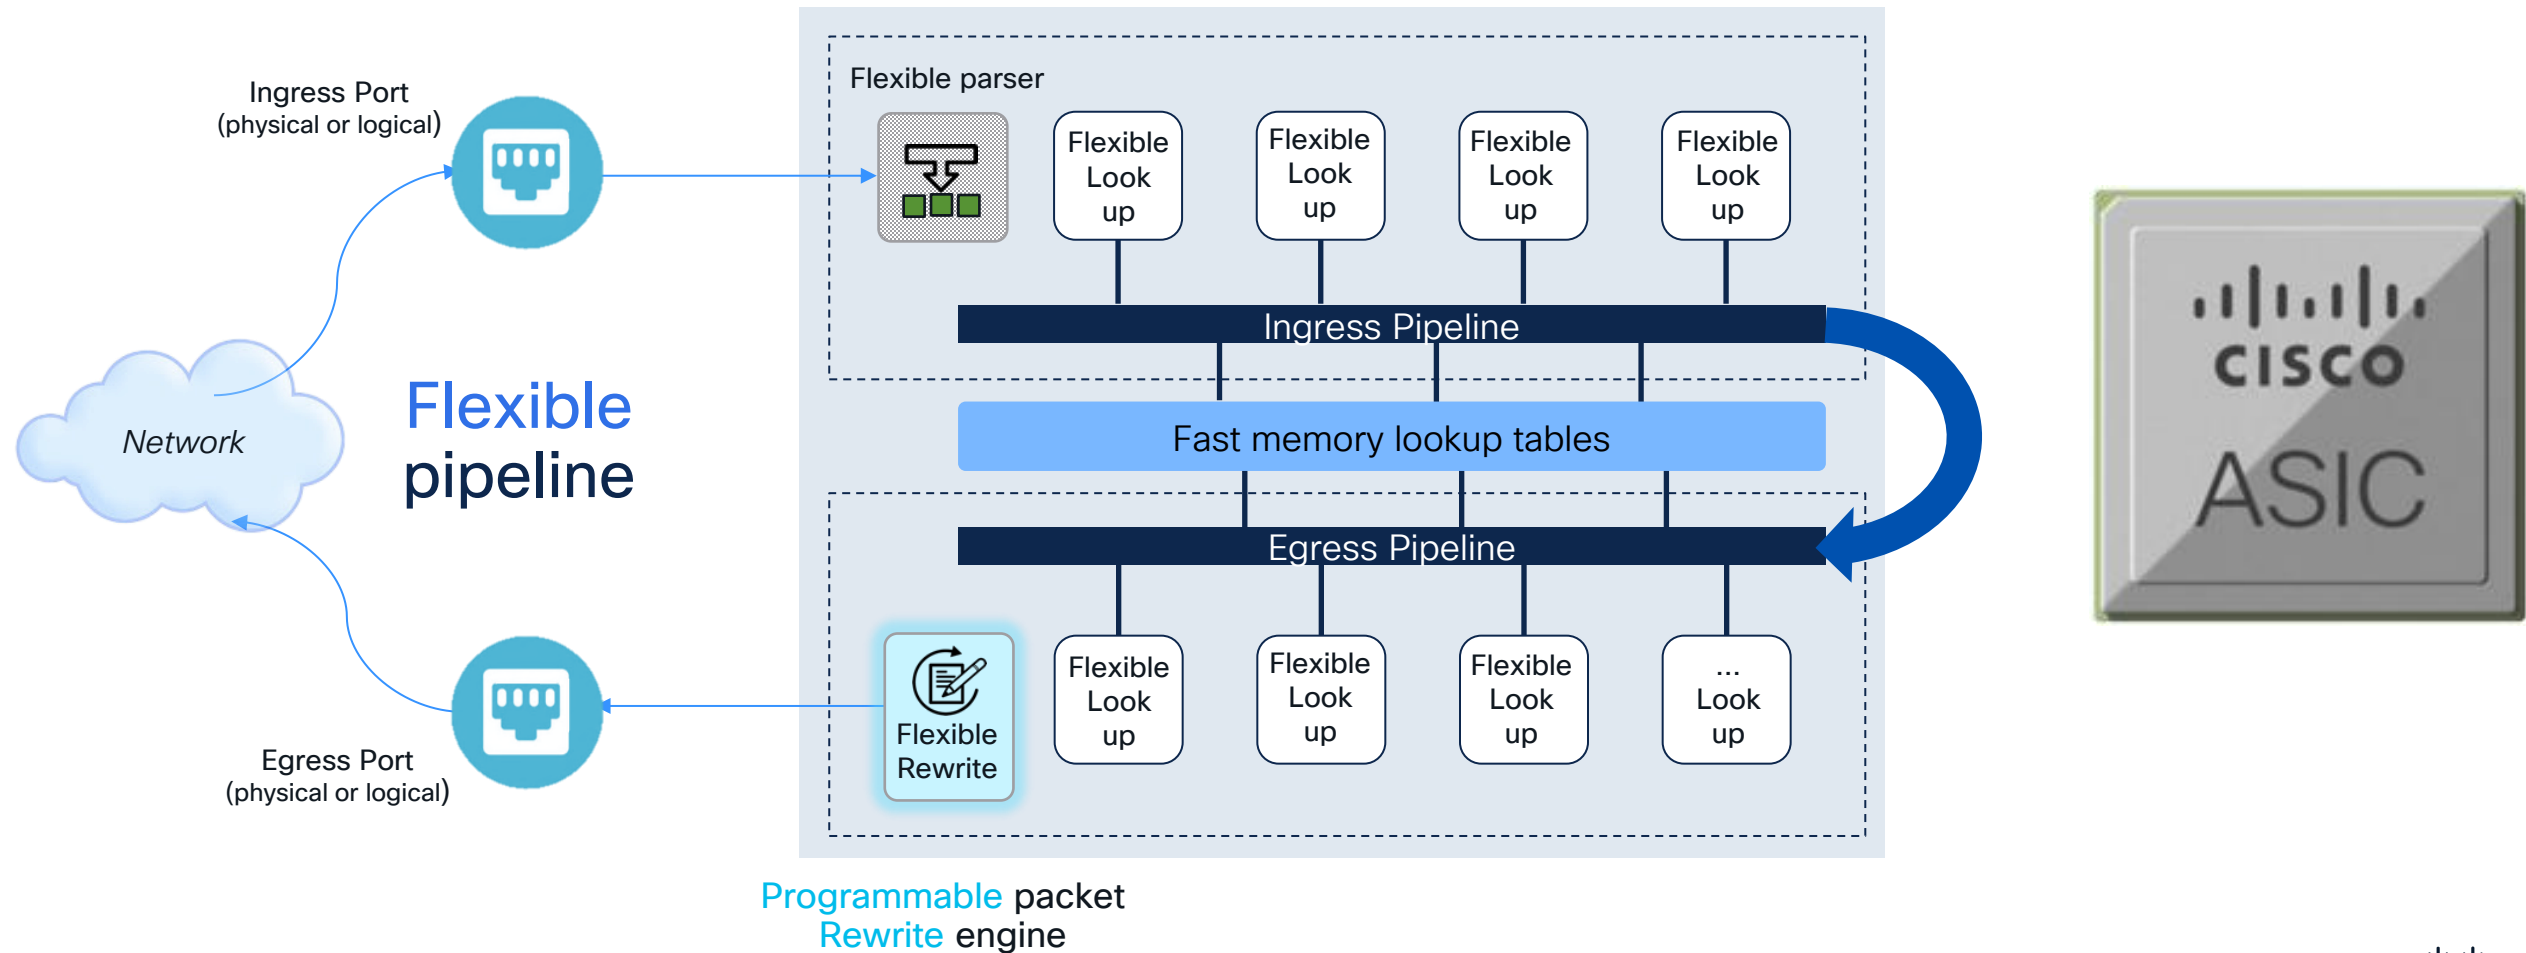 Ingress Port
(physical or logical)
Flexible parser
Flexible
Look
up
Flexible
Look
up
Flexible
Look
up
Flexible
Look
up
Ingress Pipeline
Network
Flexible
pipeline
Fast memory lookup tables
CISCO
ASIC
Egress Pipeline
Egress Port
(physical or logical)
Flexible
Rewrite
Flexible
Look
up
Flexible
Look
up
Flexible
Look
up
...
Look
up
Programmable packet
Rewrite engine